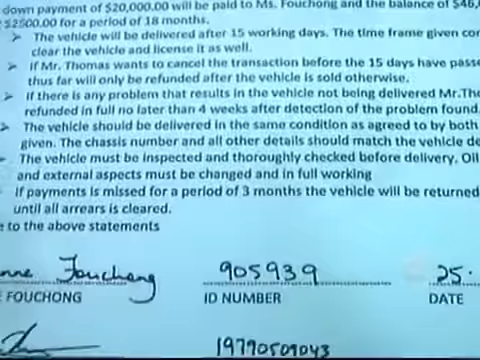 down payment of $20,000.00 will be paid to Ms. Fouchong and the balance of $46,
$2500.00 for a period of 18 months.
➢ The vehicle will be delivered after 15 working days. The time frame given
clear the vehicle and license it as well.
➢ If Mr. Thomas wants to cancel the transaction before the 15 days have
thus far will only be refunded after the vehicle is sold otherwise.
➢ If there is any problem that results in the vehicle not being delivered
refunded in full no later than 4 weeks after detection of the problem found.
➢ The vehicle should be delivered in the same condition as agreed to by both
given. The chassis number and all other details should match the vehicle
The vehicle must be inspected and thoroughly checked before delivery. Oil
and external aspects must be changed and in full working
If payments is missed for a period of 3 months the vehicle will be returned
until all arrears is cleared.
to the above statements
Fouchong 905939 25.
FOUCHONG ID NUMBER DATE
19790509043